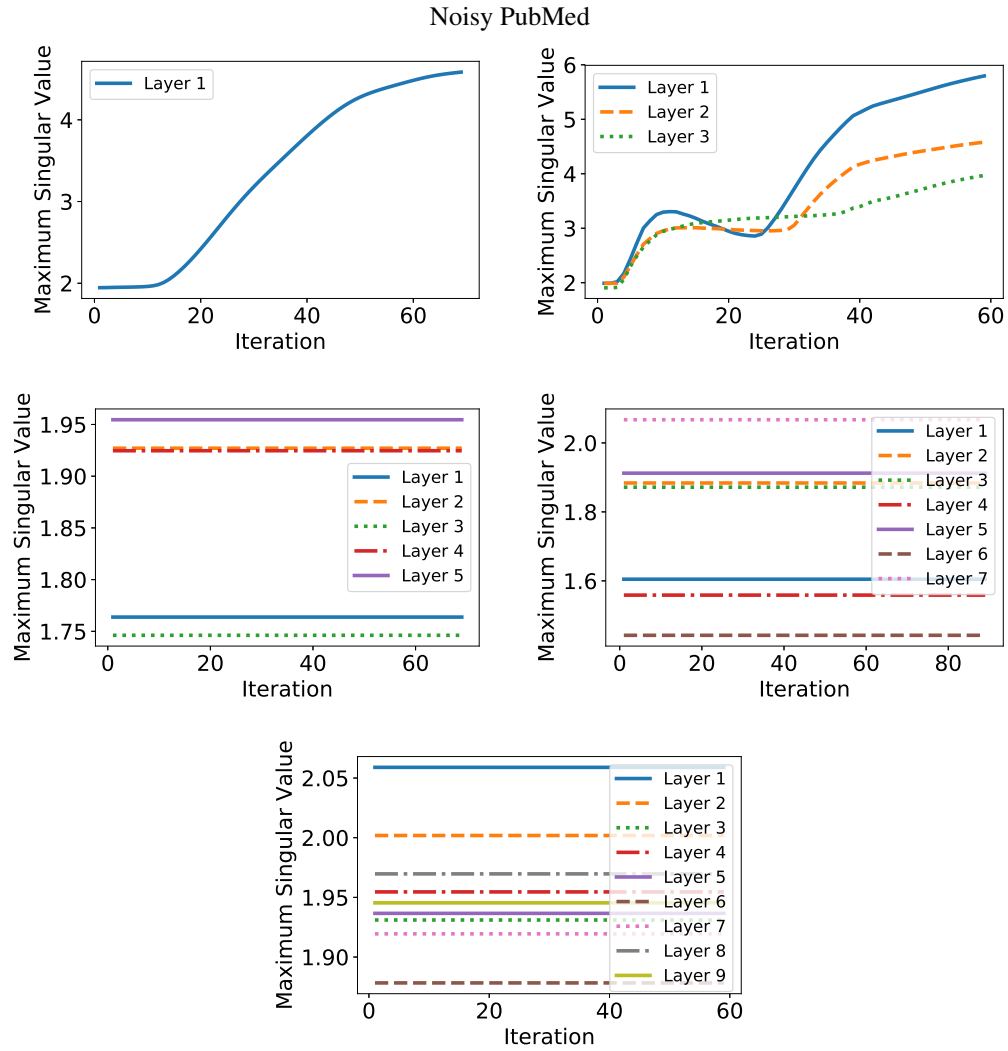 Noisy PubMed
Maximum Singular Value
4
3
2
Layer 1
0 20 40 60
Iteration
Maximum Singular Value
6
5
4
3
2
Layer 1
Layer 2
Layer 3
0 20 40 60
Iteration
Maximum Singular Value
1.95
1.90
1.85
1.80
1.75
Layer 1
Layer 2
Layer 3
Layer 4
Layer 5
0 20 40 60
Iteration
Maximum Singular Value
2.0
1.8
1.6
Layer 1
Layer 2
Layer 3
Layer 4
Layer 5
Layer 6
Layer 7
0 20 40 60 80
Iteration
Maximum Singular Value
2.05
2.00
1.95
1.90
Layer 1
Layer 2
Layer 3
Layer 4
Layer 5
Layer 6
Layer 7
Layer 8
Layer 9
0 20 40 60
Iteration